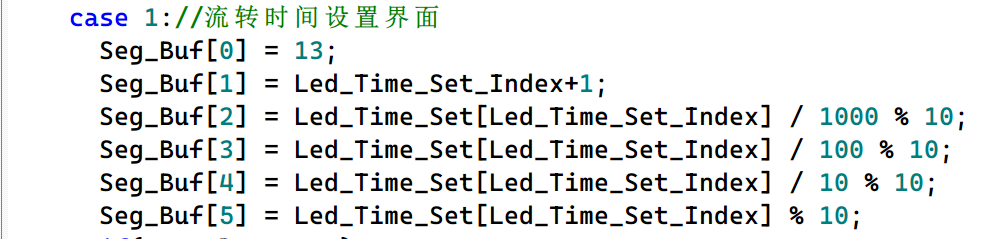 case 1://流转时间设置界面
Seg_Buf[0] = 13;
Seg_Buf[1] = Led_Time_Set_Index+1;
Seg_Buf[2] = Led_Time_Set[Led_Time_Set_Index] / 1000 % 10;
Seg_Buf[3] = Led_Time_Set[Led_Time_Set_Index] / 100 % 10;
Seg_Buf[4] = Led_Time_Set[Led_Time_Set_Index] / 10 % 10;
Seg_Buf[5] = Led_Time_Set[Led_Time_Set_Index] % 10;